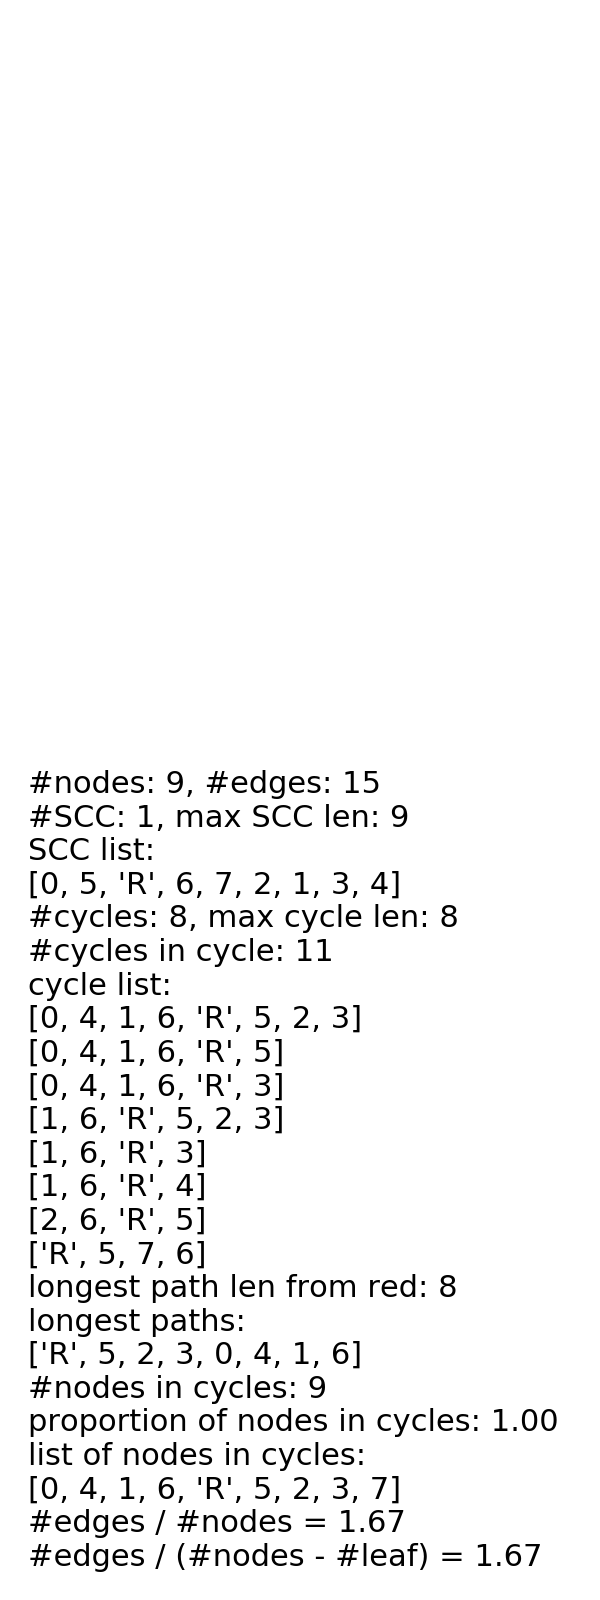 #nodes: 9, #edges: 15
#SCC: 1, max SCC len: 9
SCC list:
[0, 5, 'R', 6, 7, 2, 1, 3, 4]
#cycles: 8, max cycle len: 8
#cycles in cycle: 11
cycle list:
[0, 4, 1, 6, 'R', 5, 2, 3]
[0, 4, 1, 6, 'R', 5]
[0, 4, 1, 6, 'R', 3]
[1, 6, 'R', 5, 2, 3]
[1, 6, 'R', 3]
[1, 6, 'R', 4]
[2, 6, 'R', 5]
['R', 5, 7, 6]
longest path len from red: 8
longest paths:
['R', 5, 2, 3, 0, 4, 1, 6]
#nodes in cycles: 9
proportion of nodes in cycles: 1.00
list of nodes in cycles:
[0, 4, 1, 6, 'R', 5, 2, 3, 7]
#edges / #nodes = 1.67
#edges / (#nodes - #leaf) = 1.67